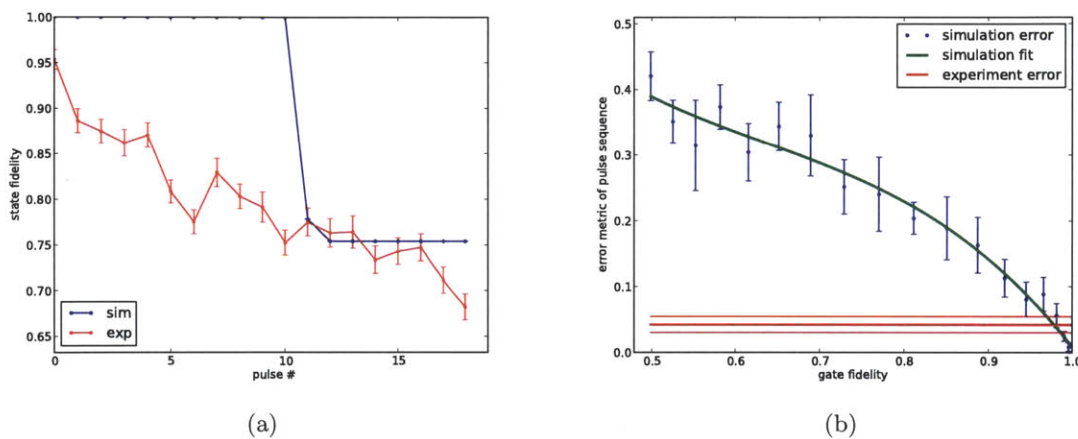 1.00
0.95
0.90
0.85
0.80
0.75
0.70
0.65
state fidelity
0
5
10
15
pulse #
sim
exp
(a)
0.5
0.4
0.3
0.2
0.1
0.0
error metric of pulse sequence
0.5
0.6
0.7
0.8
0.9
1.0
gate fidelity
simulation error
simulation fit
experiment error
(b)